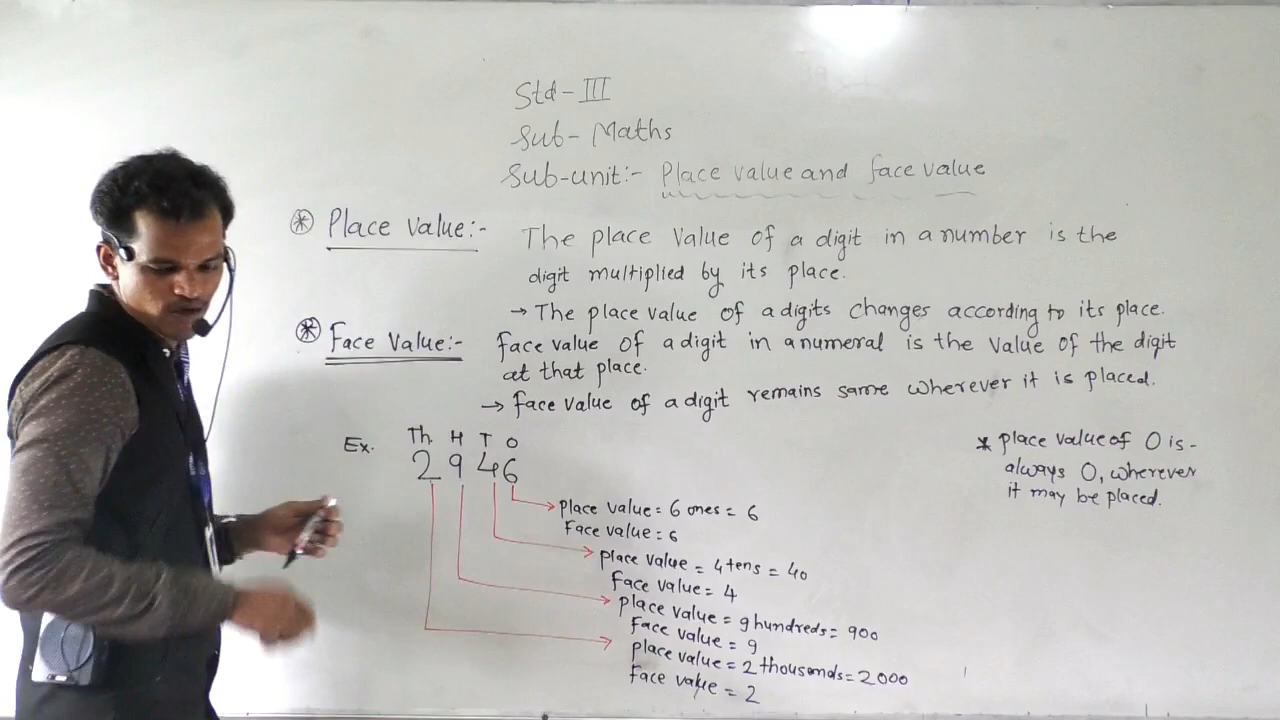 Std-III
Sub- Maths
Sub-unit:- Place value and face value
* Place Value:- The place value of a digit in a number is the
digit multiplied by its place.
→ The place value of a digits changes according to its place.
* Face Value:- face value of a digit in a numeral is the value of the digit
at that place.
→ face value of a digit remains same wherever it is placed.
Ex. Th. H T O
2946
place value = 6 ones = 6
Face value = 6
place value = 4 tens = 40
face value = 4
place value = 9 hundreds = 900
face value = 9
place value = 2 thousands = 2000
face value = 2
* place value of 0 is-
always 0, wherever
it may be placed.